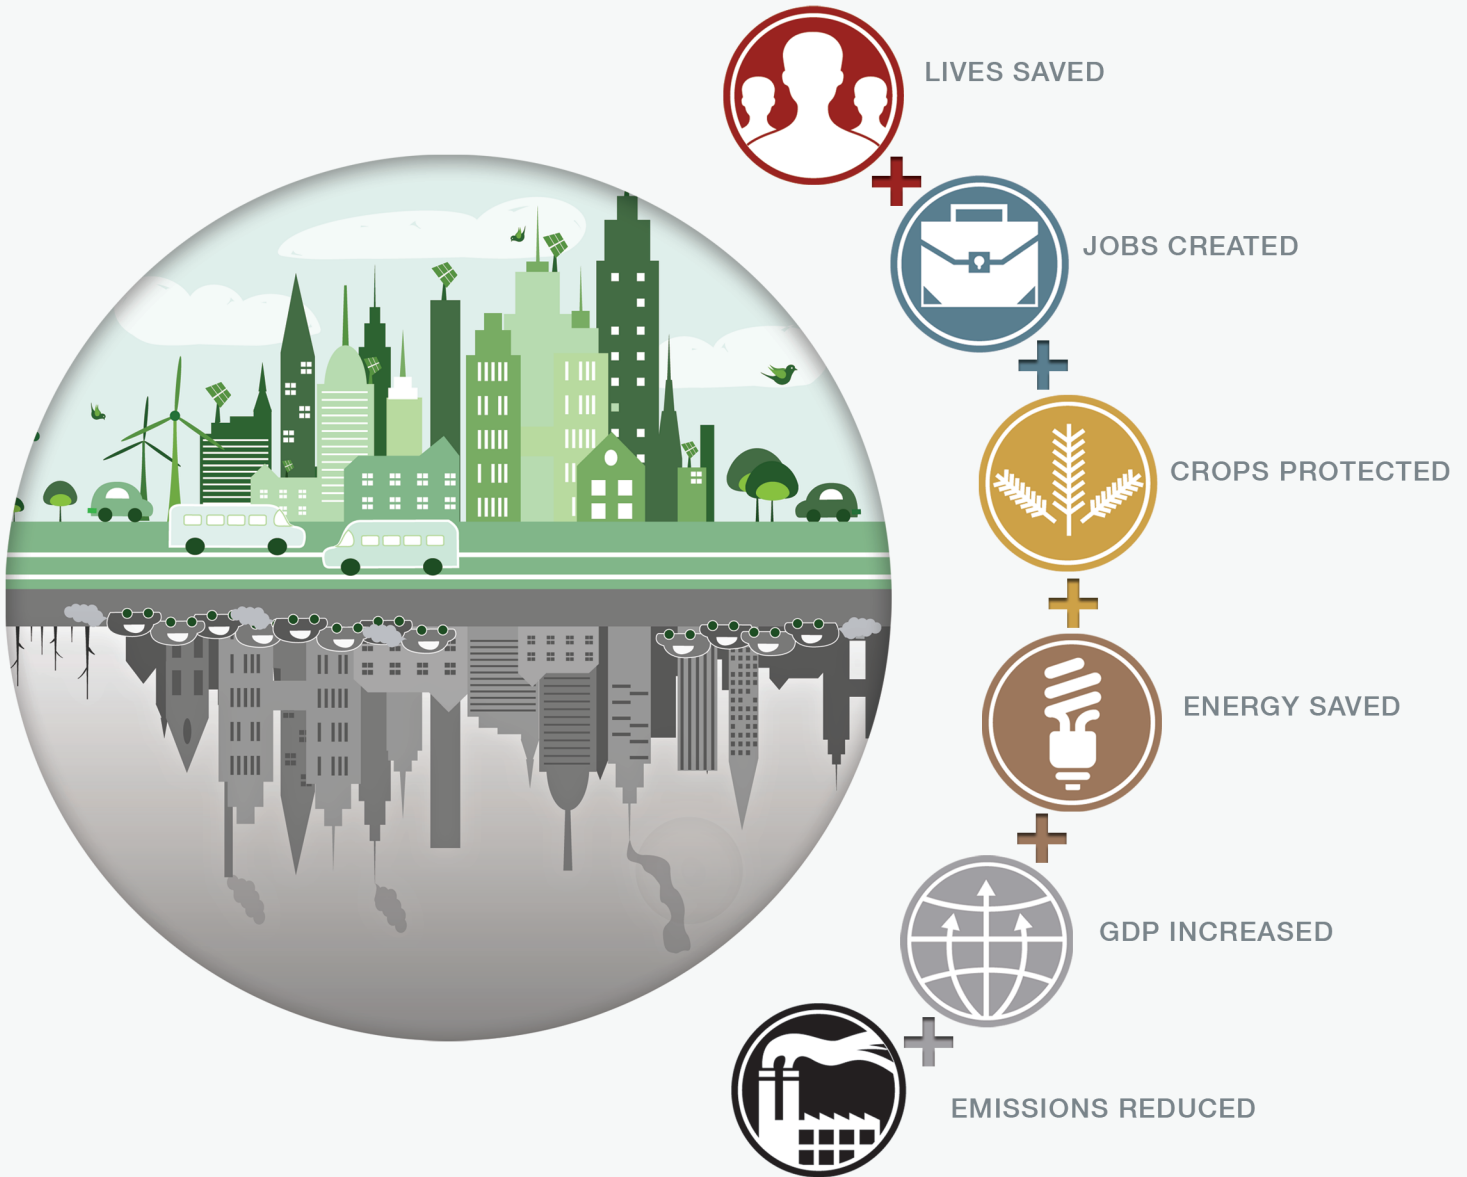 LIVES SAVED
JOBS CREATED
CROPS PROTECTED
ENERGY SAVED
GDP INCREASED
EMISSIONS REDUCED